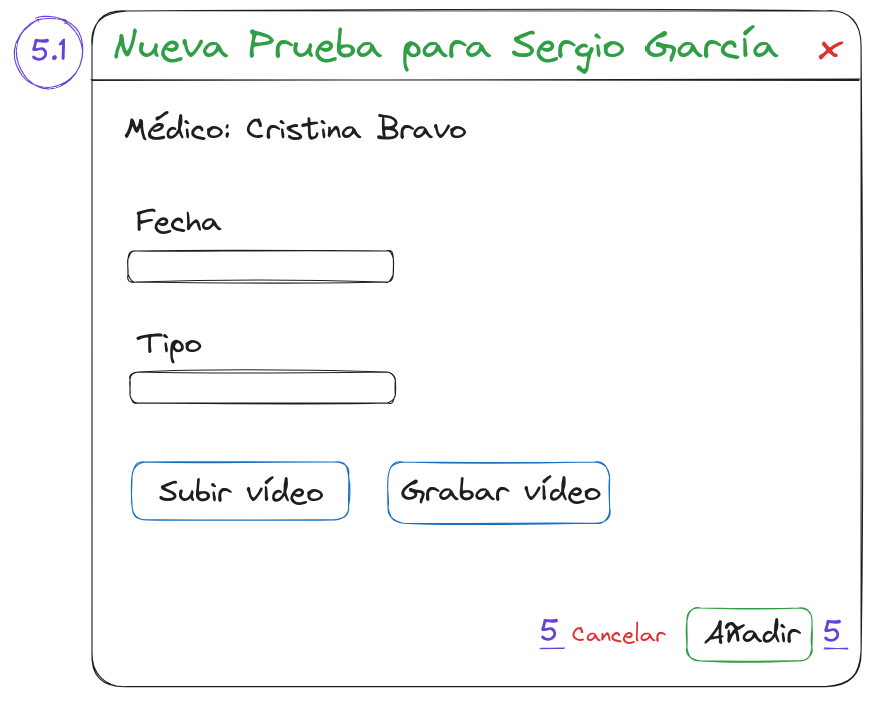 5.1
Nueva Prueba para Sergio García x
Médico: Cristina Bravo
Fecha
Tipo
Subir vídeo Grabar vídeo
5 Cancelar Añadir 5